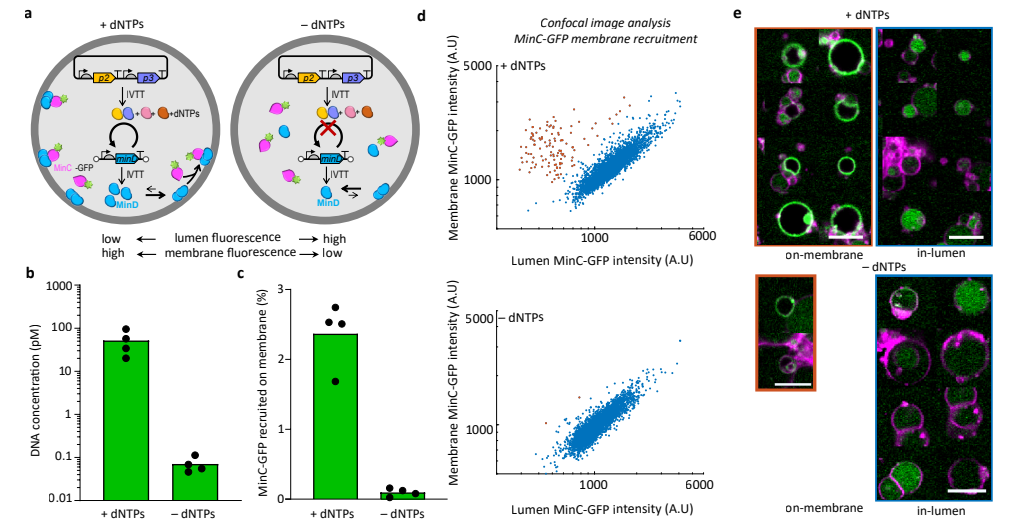 a
+ dNTPs
p2
p3
IVTT
+dNTPs
minD
IVTT
MinD
MinC -GFP
− dNTPs
p2
p3
IVTT
minD
IVTT
MinD
low lumen fluorescence high
high membrane fluorescence low
b
DNA concentration (pM)
1000
100
10
1
0.1
0.01
+ dNTPs − dNTPs
c
MinC-GFP recruited on membrane (%)
3
2
1
0
+ dNTPs − dNTPs
d
Confocal image analysis
MinC-GFP membrane recruitment
Membrane MinC-GFP intensity (A.U)
5000
+ dNTPs
1000
1000 6000
Lumen MinC-GFP intensity (A.U)
Membrane MinC-GFP intensity (A.U)
5000
− dNTPs
1000
1000 6000
Lumen MinC-GFP intensity (A.U)
e
+ dNTPs
on-membrane in-lumen
− dNTPs
on-membrane in-lumen